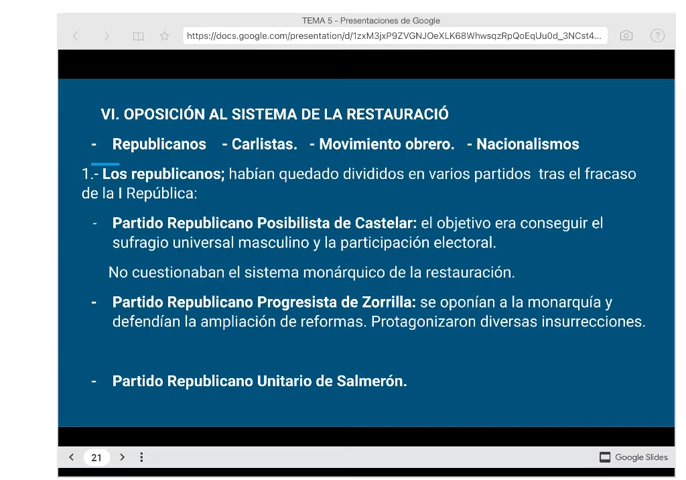 TEMA 5 - Presentaciones de Google
https://docs.google.com/presentation/d/1zxM3jxP9ZVGNJOeXLK68WhwsqzRpQoEqUu0d_3NCst4...
VI. OPOSICIÓN AL SISTEMA DE LA RESTAURACIÓ
- Republicanos - Carlistas. - Movimiento obrero. - Nacionalismos
1.- Los republicanos; habían quedado divididos en varios partidos tras el fracaso
de la I República:
- Partido Republicano Posibilista de Castelar: el objetivo era conseguir el
sufragio universal masculino y la participación electoral.
No cuestionaban el sistema monárquico de la restauración.
- Partido Republicano Progresista de Zorrilla: se oponían a la monarquía y
defendían la ampliación de reformas. Protagonizaron diversas insurrecciones.
- Partido Republicano Unitario de Salmerón.
21
Google Slides